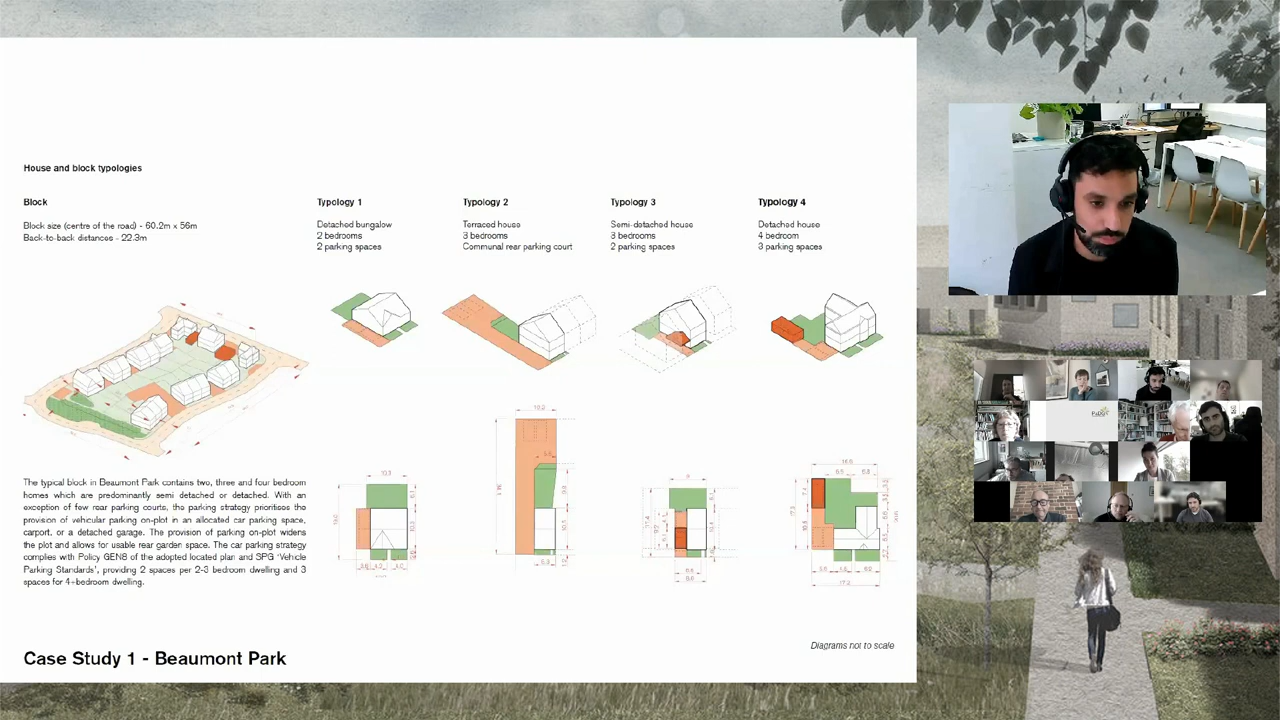 House and block typologies
Block
Block size (centre of the road) - 60.2m x 56m
Back-to-back distances - 22.3m
Typology 1
Detached bungalow
2 bedrooms
2 parking spaces
Typology 2
Terraced house
3 bedrooms
Communal rear parking court
Typology 3
Semi-detached house
3 bedrooms
2 parking spaces
Typology 4
Detached house
4 bedroom
3 parking spaces
The typical block in Beaumont Park contains two, three and four bedroom
homes which are predominantly semi detached or detached. With an
exception of few rear parking courts, the parking strategy prioritises the
provision of vehicular parking on-plot in an allocated car parking space,
carport, or a detached garage. The provision of parking on-plot widens
the plot and allows for usable rear garden space. The car parking strategy
complies with Policy GEN8 of the adopted located plan and SPG 'Vehicle
Parking Standards', providing 2 spaces per 2-3 bedroom dwelling and 3
spaces for 4+bedroom dwelling.
Diagrams not to scale
Case Study 1 - Beaumont Park